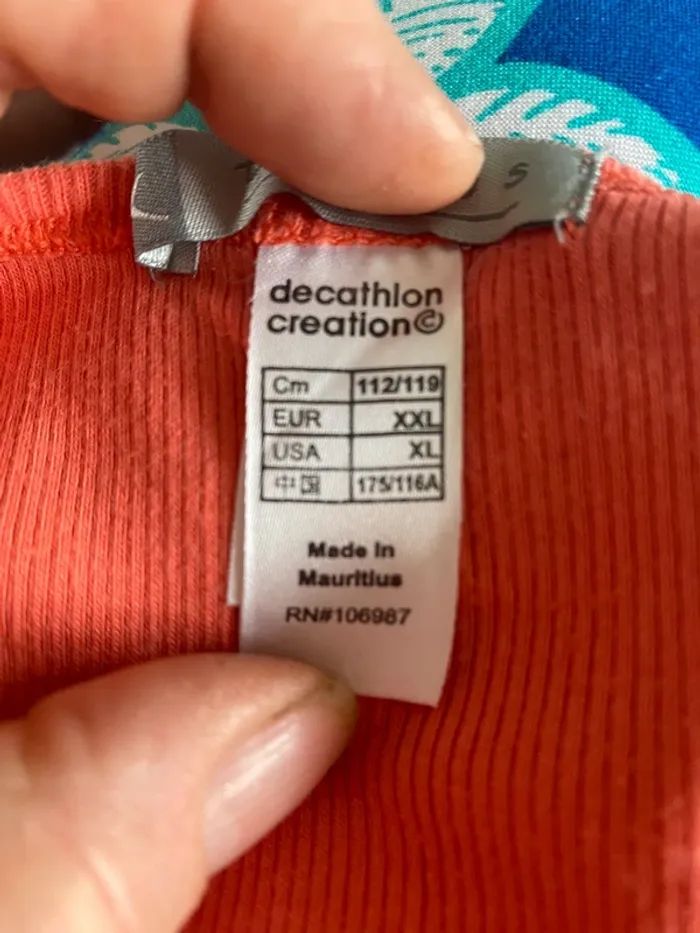 decathlon
creation©
Cm 112/119
EUR XXL
USA XL
中国 175/116A
Made in
Mauritius
RN#106987